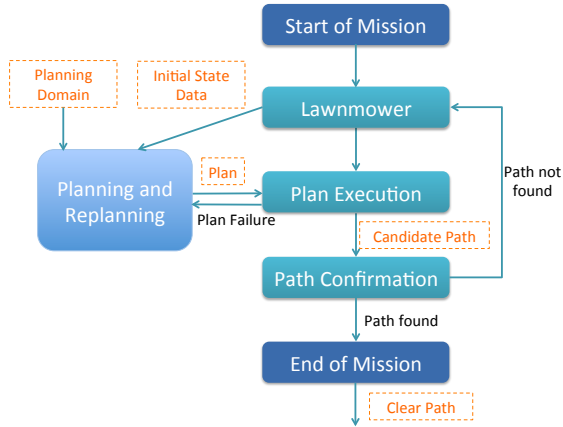 Start of Mission
Planning
Domain
Initial State
Data
Lawnmower
Path not
found
Planning and
Replanning
Plan
Plan Execution
Plan Failure
Candidate Path
Path Confirmation
Path found
End of Mission
Clear Path